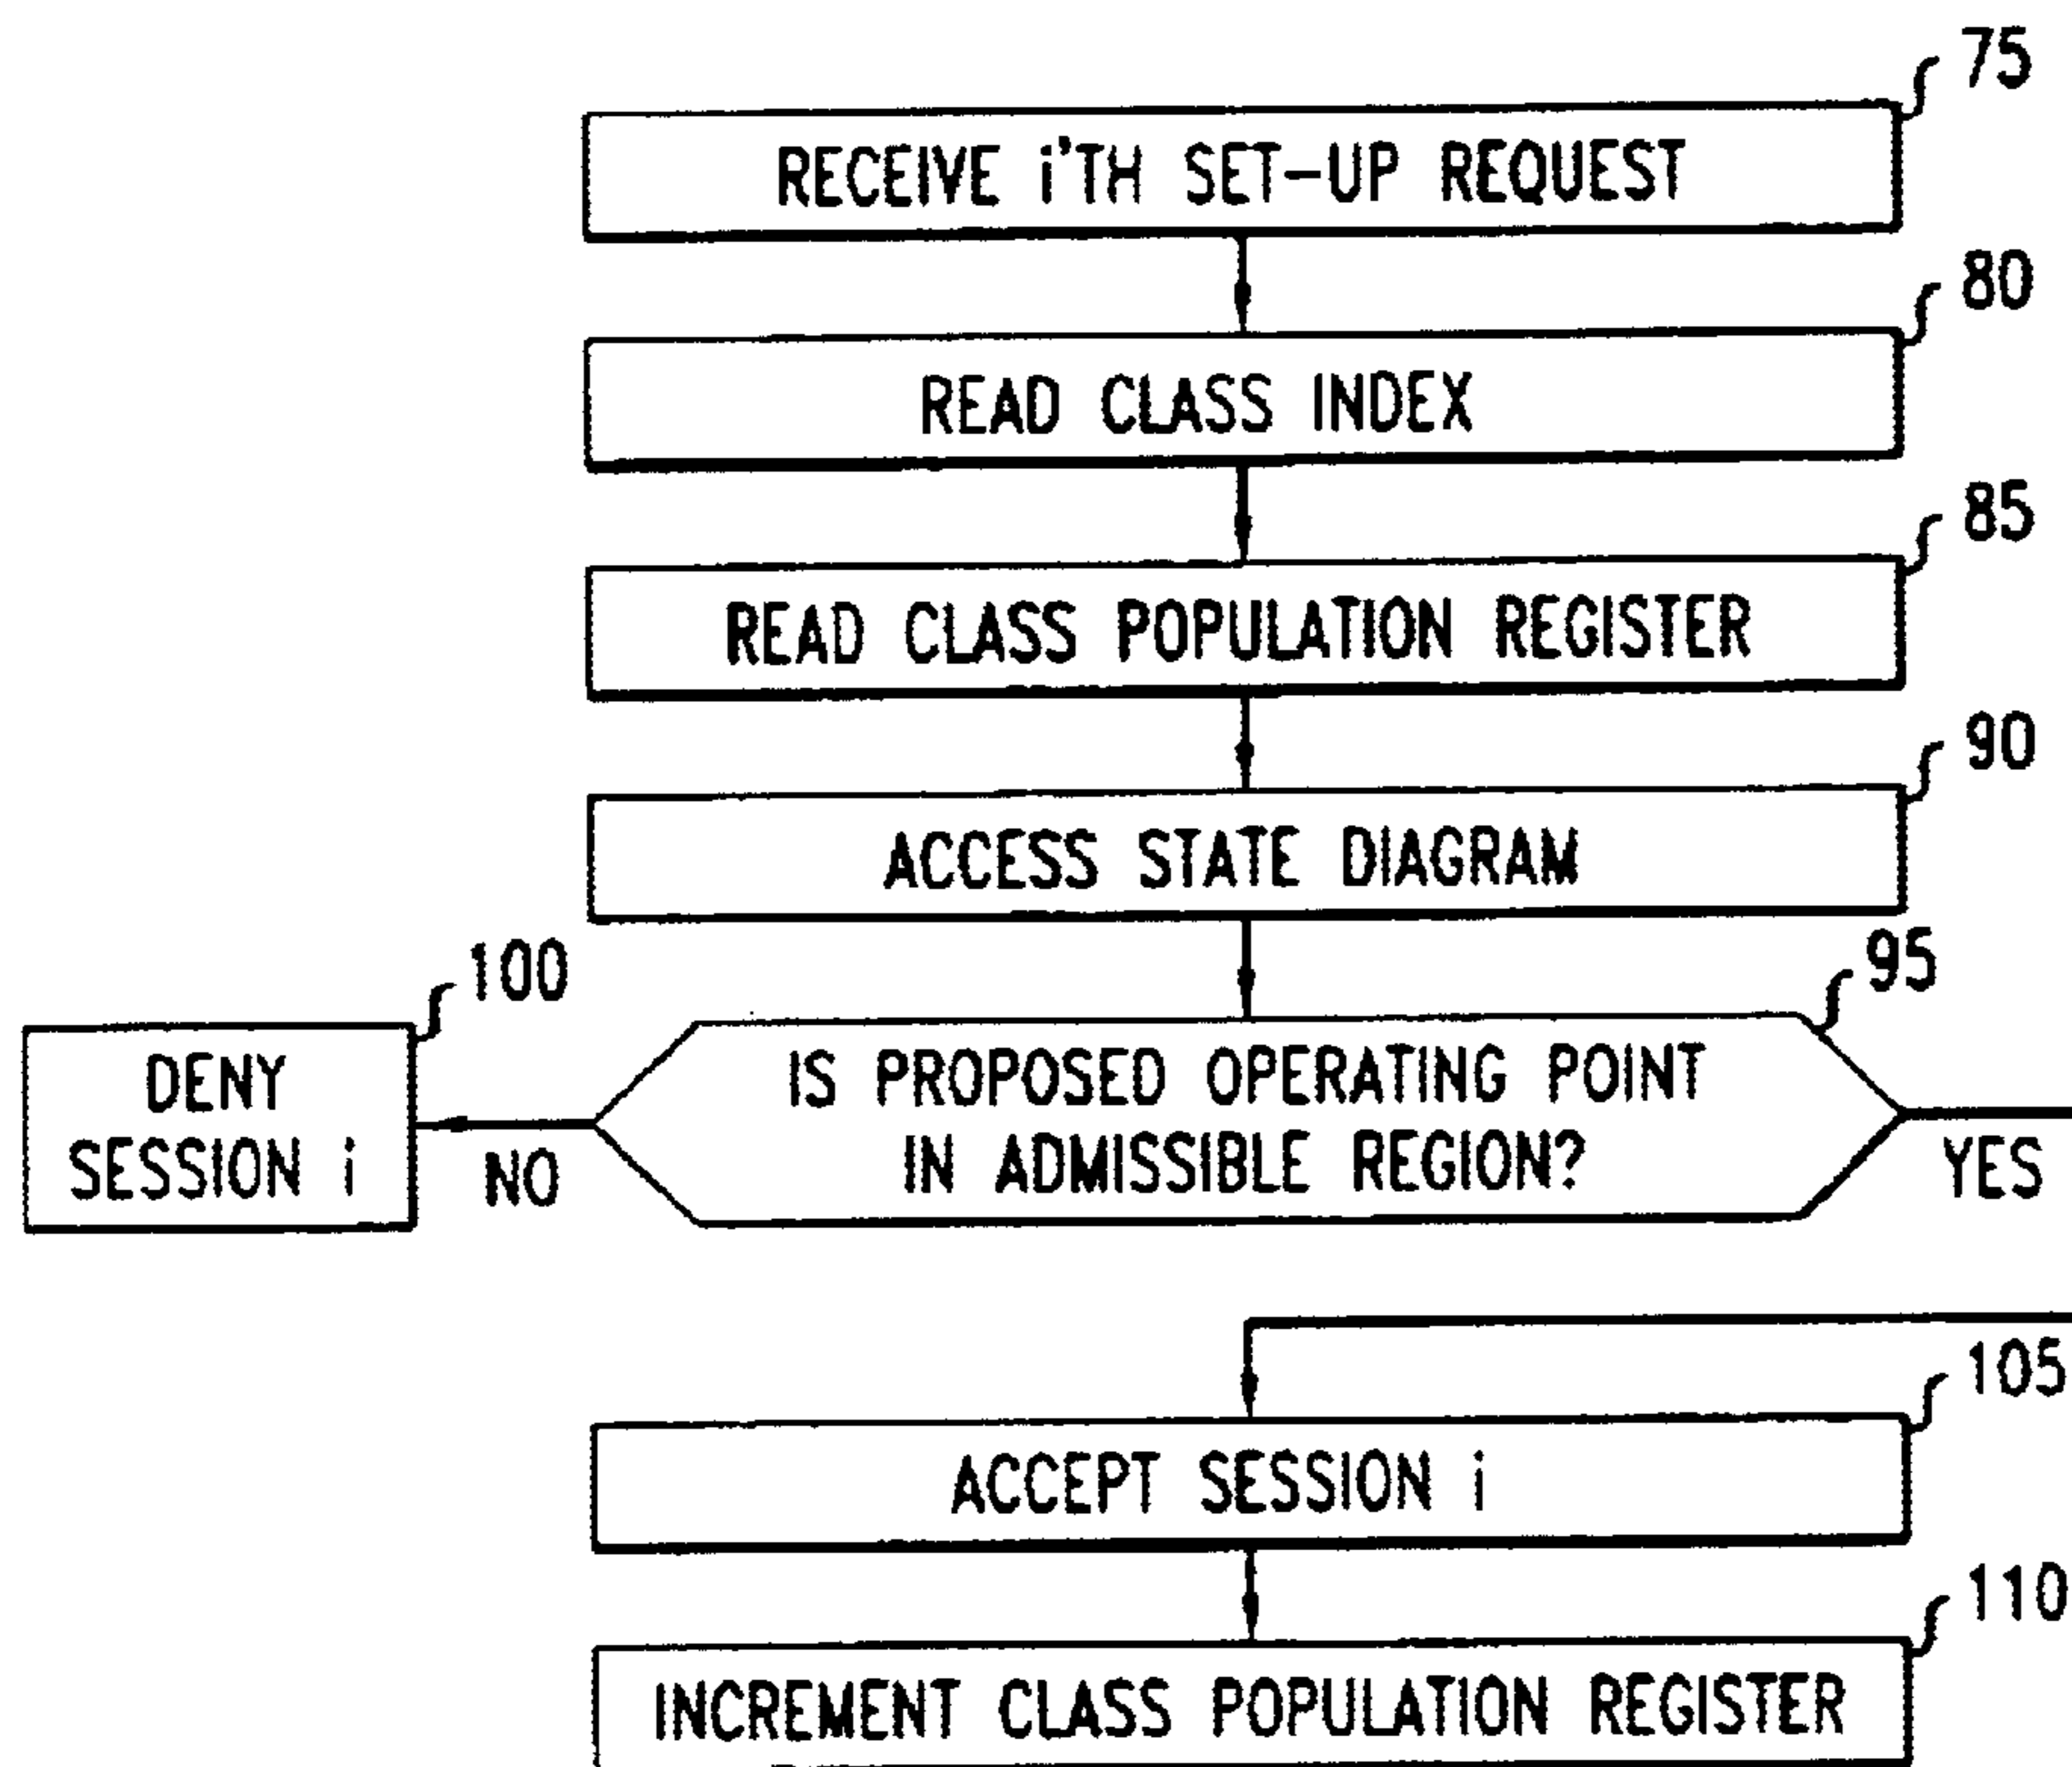 75
RECEIVE i'TH SET-UP REQUEST
80
READ CLASS INDEX
85
READ CLASS POPULATION REGISTER
90
ACCESS STATE DIAGRAM
95
100
IS PROPOSED OPERATING POINT
IN ADMISSIBLE REGION?
DENY
SESSION i
NO
YES
105
ACCEPT SESSION i
110
INCREMENT CLASS POPULATION REGISTER